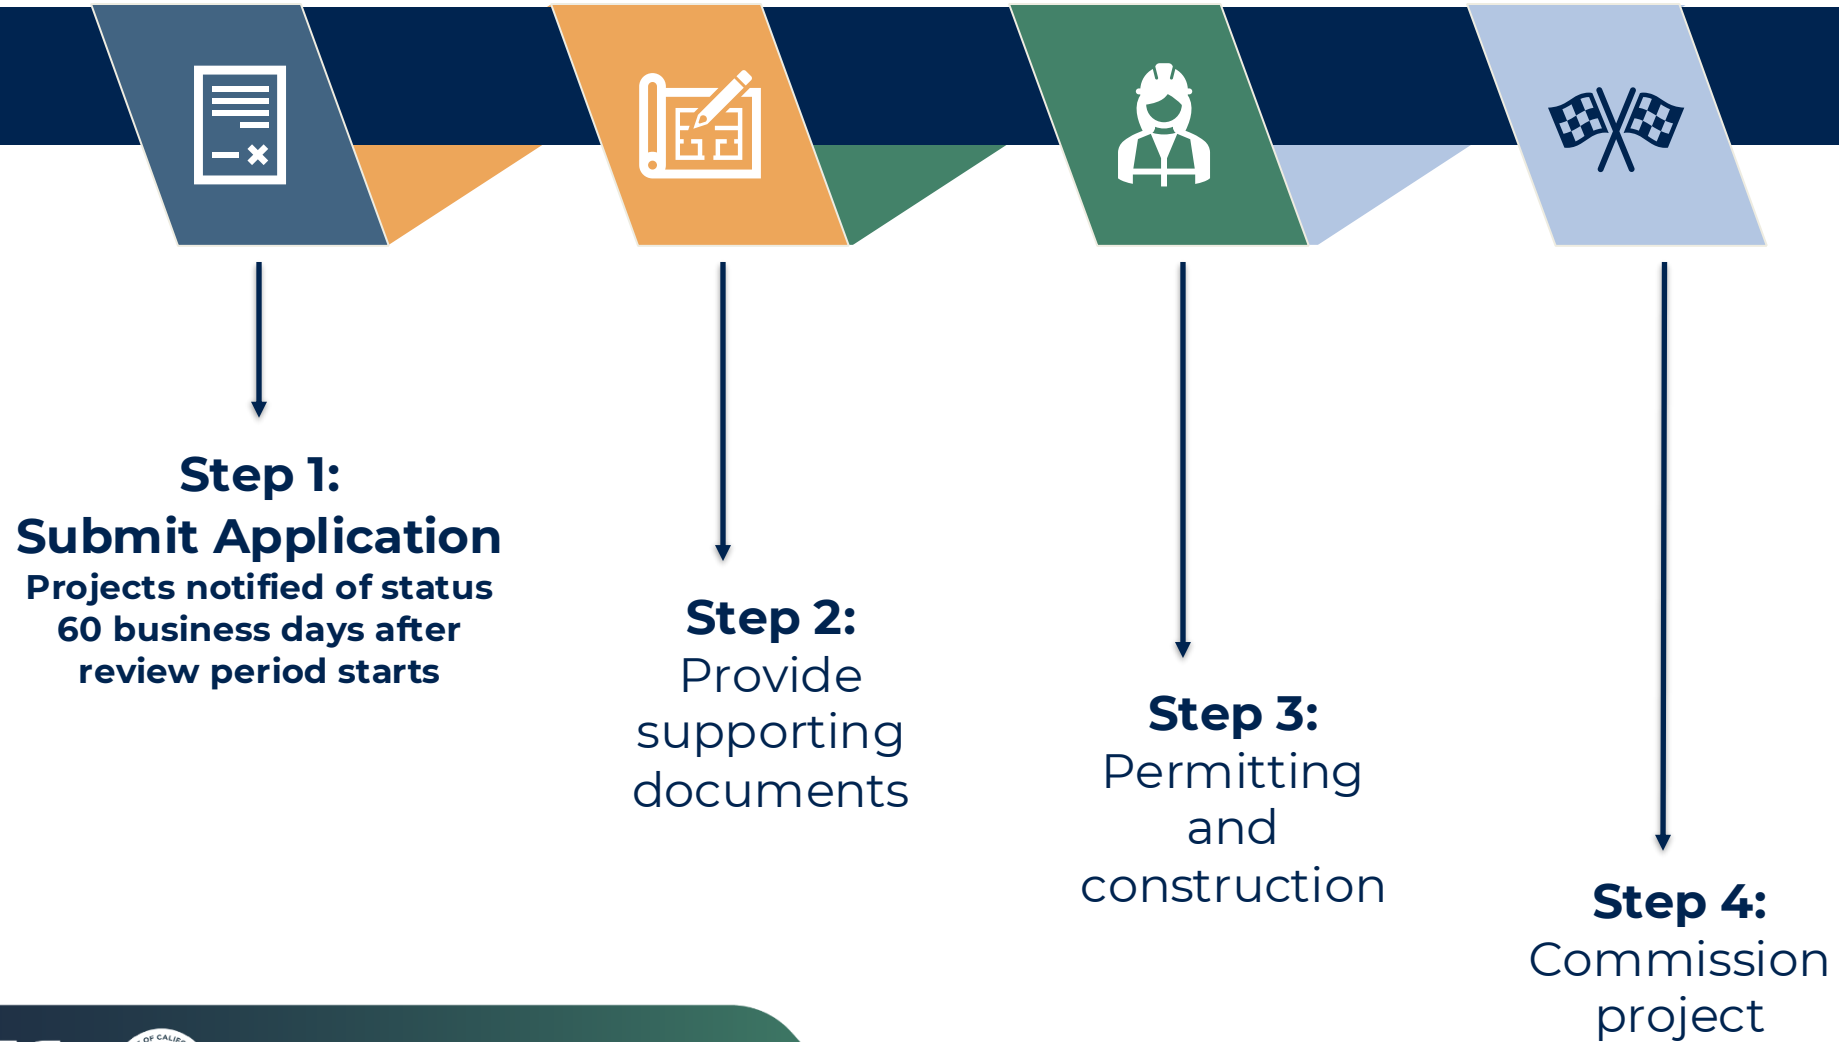 Step 1:
Submit Application
Projects notified of status
60 business days after
review period starts
Step 2:
Provide
supporting
documents
Step 3:
Permitting
and
construction
Step 4:
Commission
project